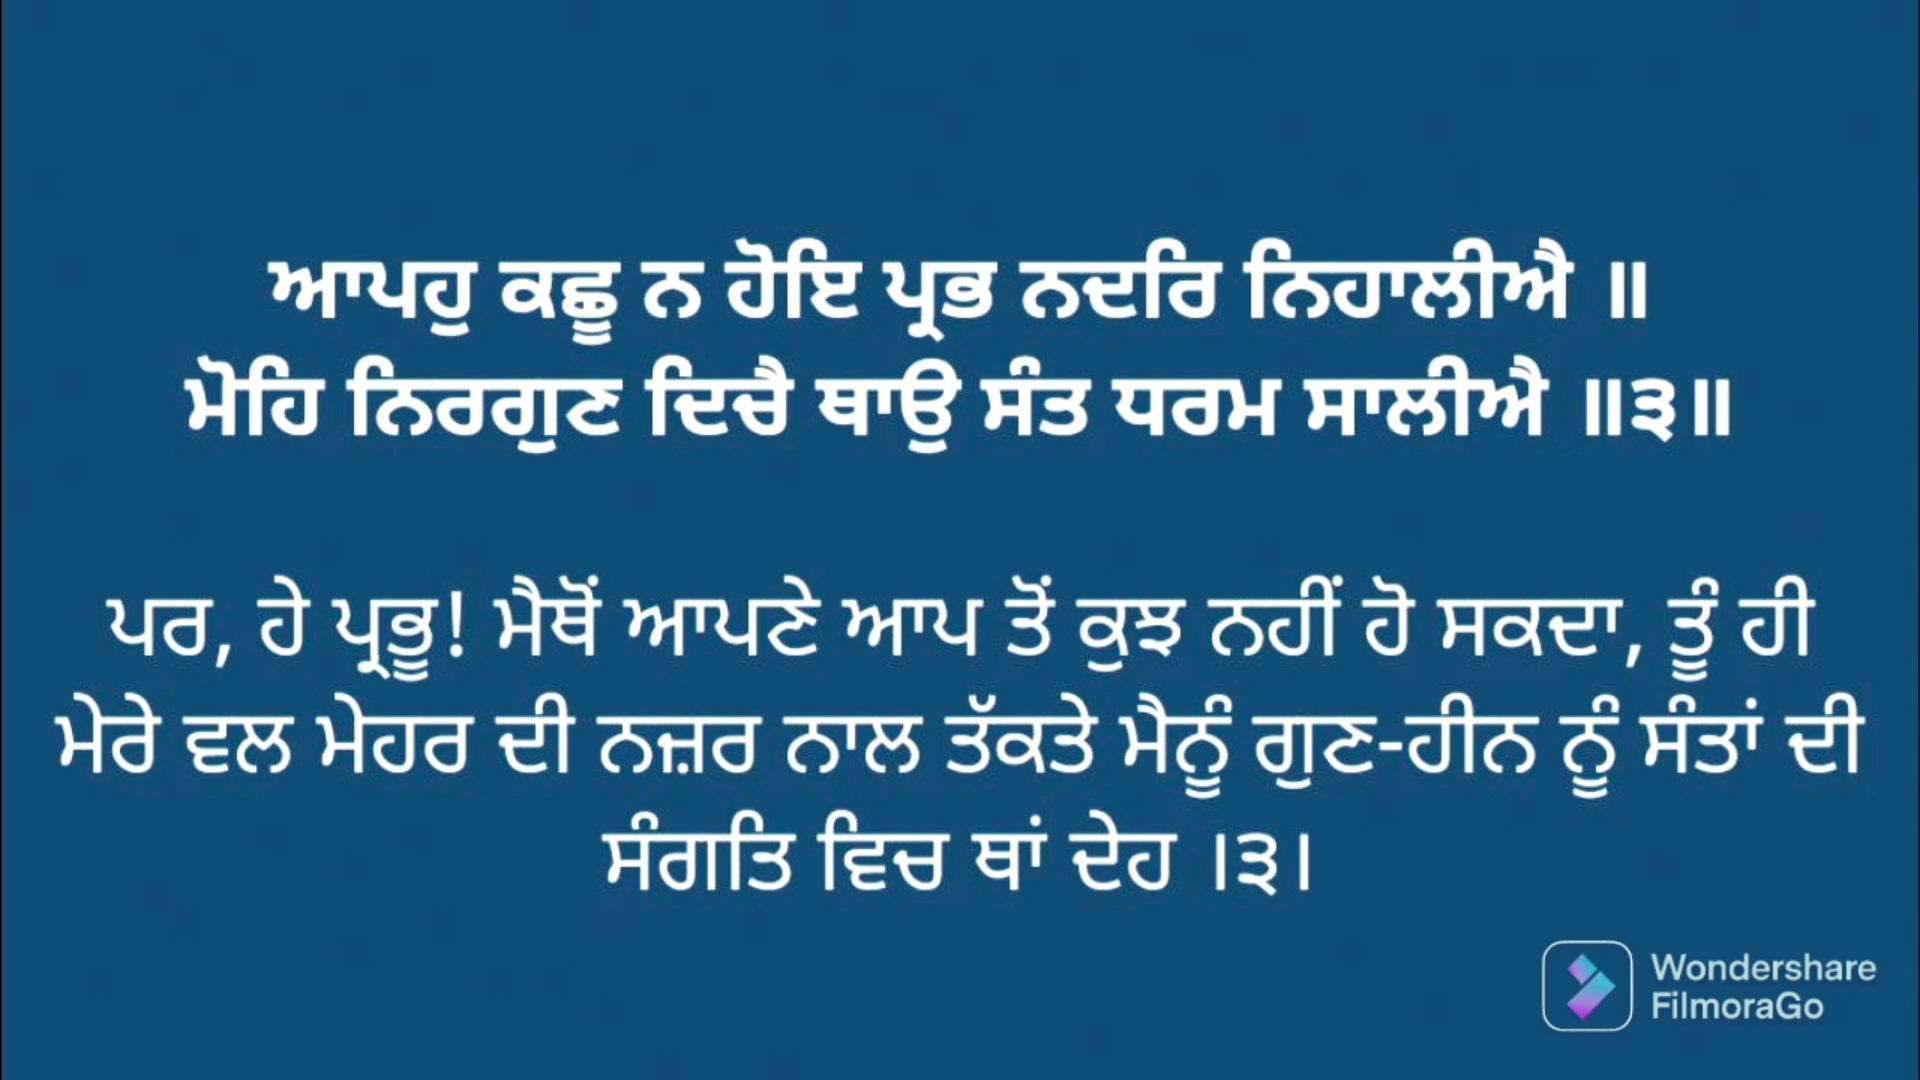 ਆਪਹੁ ਕਛੂ ਨ ਹੋਇ ਪ੍ਰਭ ਨਦਰਿ ਨਿਹਾਲੀਐ ॥
ਮੋਹਿ ਨਿਰਗੁਣ ਦਿਚੈ ਥਾਉ ਸੰਤ ਧਰਮ ਸਾਲੀਐ ॥੩॥
ਪਰ, ਹੇ ਪ੍ਰਭੂ! ਮੈਥੋਂ ਆਪਣੇ ਆਪ ਤੋਂ ਕੁਝ ਨਹੀਂ ਹੋ ਸਕਦਾ, ਤੂੰ ਹੀ
ਮੇਰੇ ਵਲ ਮੇਹਰ ਦੀ ਨਜ਼ਰ ਨਾਲ ਤੱਕਤੇ ਮੈਨੂੰ ਗੁਣ-ਹੀਨ ਨੂੰ ਸੰਤਾਂ ਦੀ
ਸੰਗਤਿ ਵਿਚ ਥਾਂ ਦੇਹ ।੩।
Wondershare
FilmoraGo